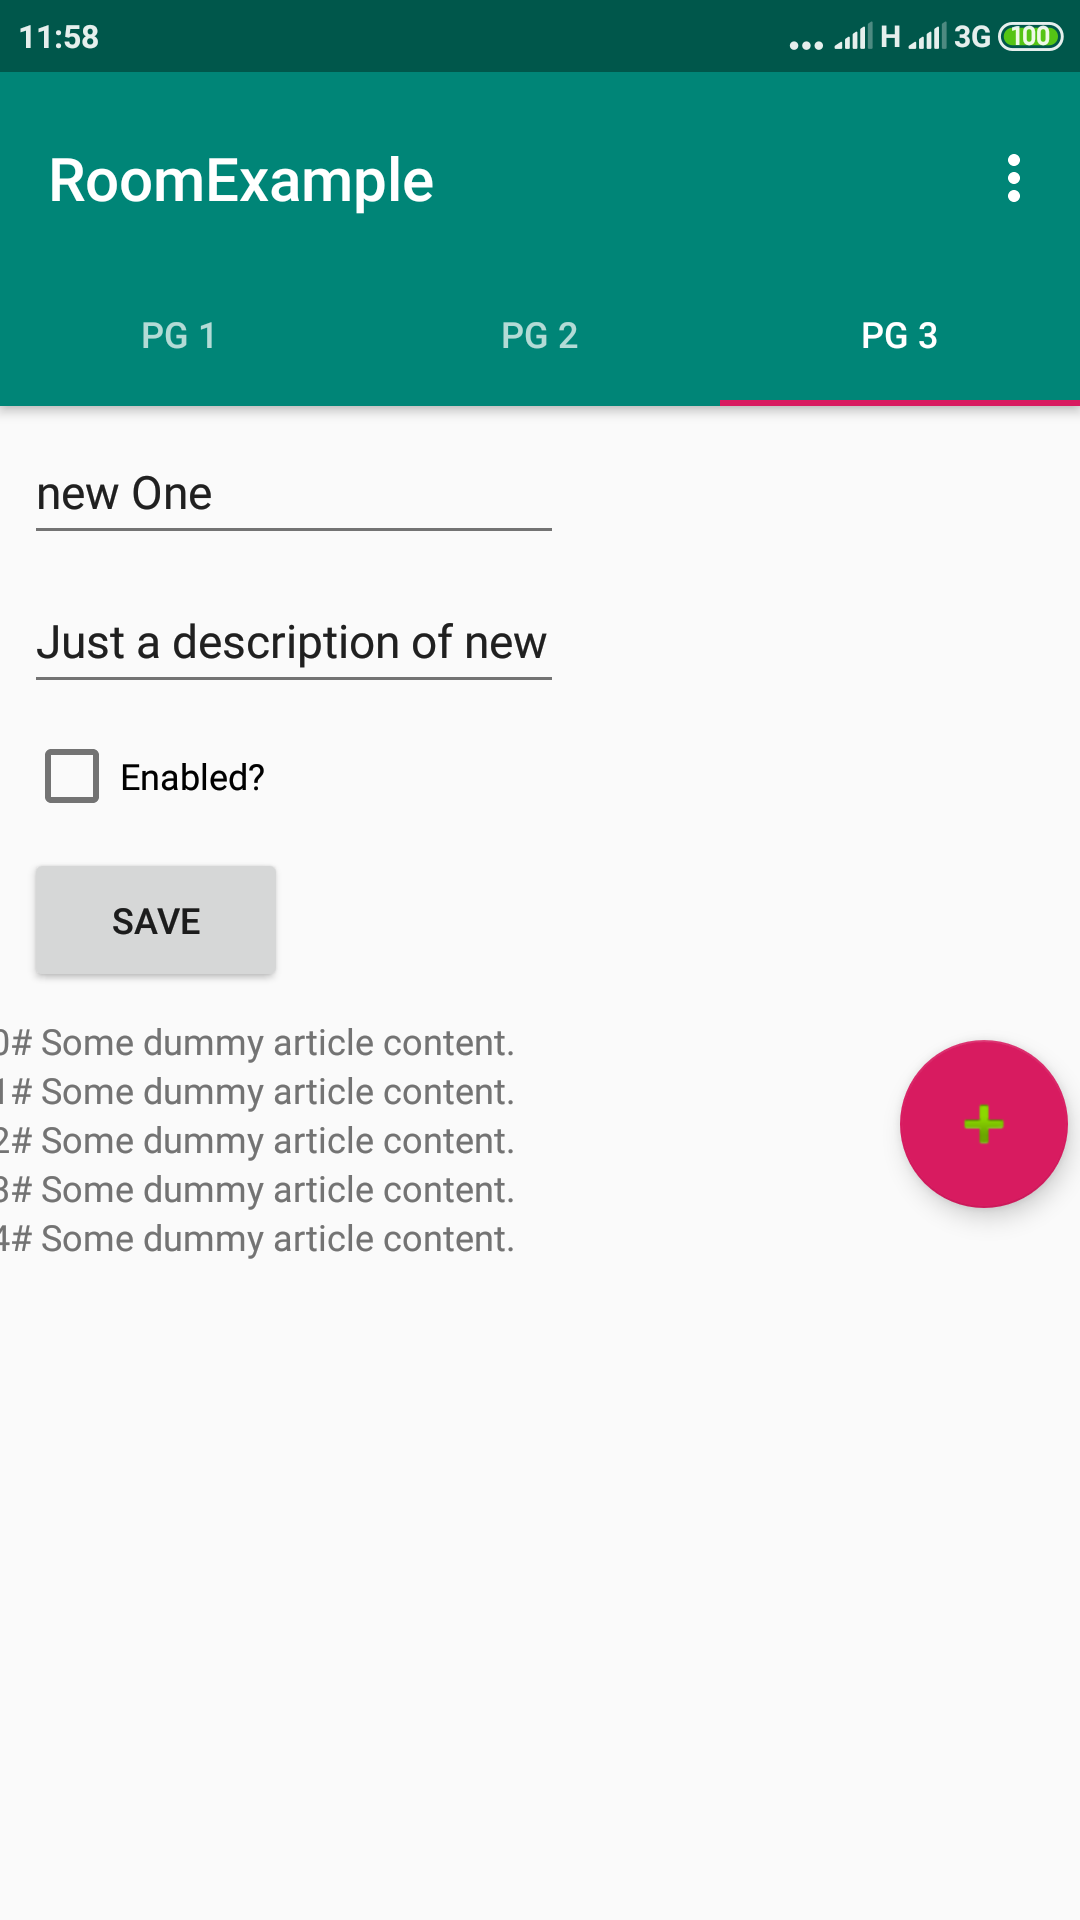 11:58
... H 3G 100
RoomExample
PG 1 PG 2 PG 3
new One
Just a description of new
Enabled?
SAVE
0# Some dummy article content.
1# Some dummy article content.
2# Some dummy article content.
3# Some dummy article content.
4# Some dummy article content.